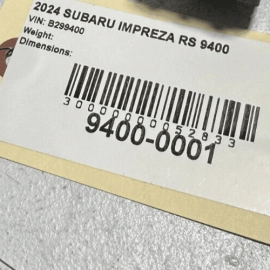 2024 SUBARU IMPREZA RS 9400
VIN: B299400
Weight:
Dimensions:
3000000052833
9400-0001